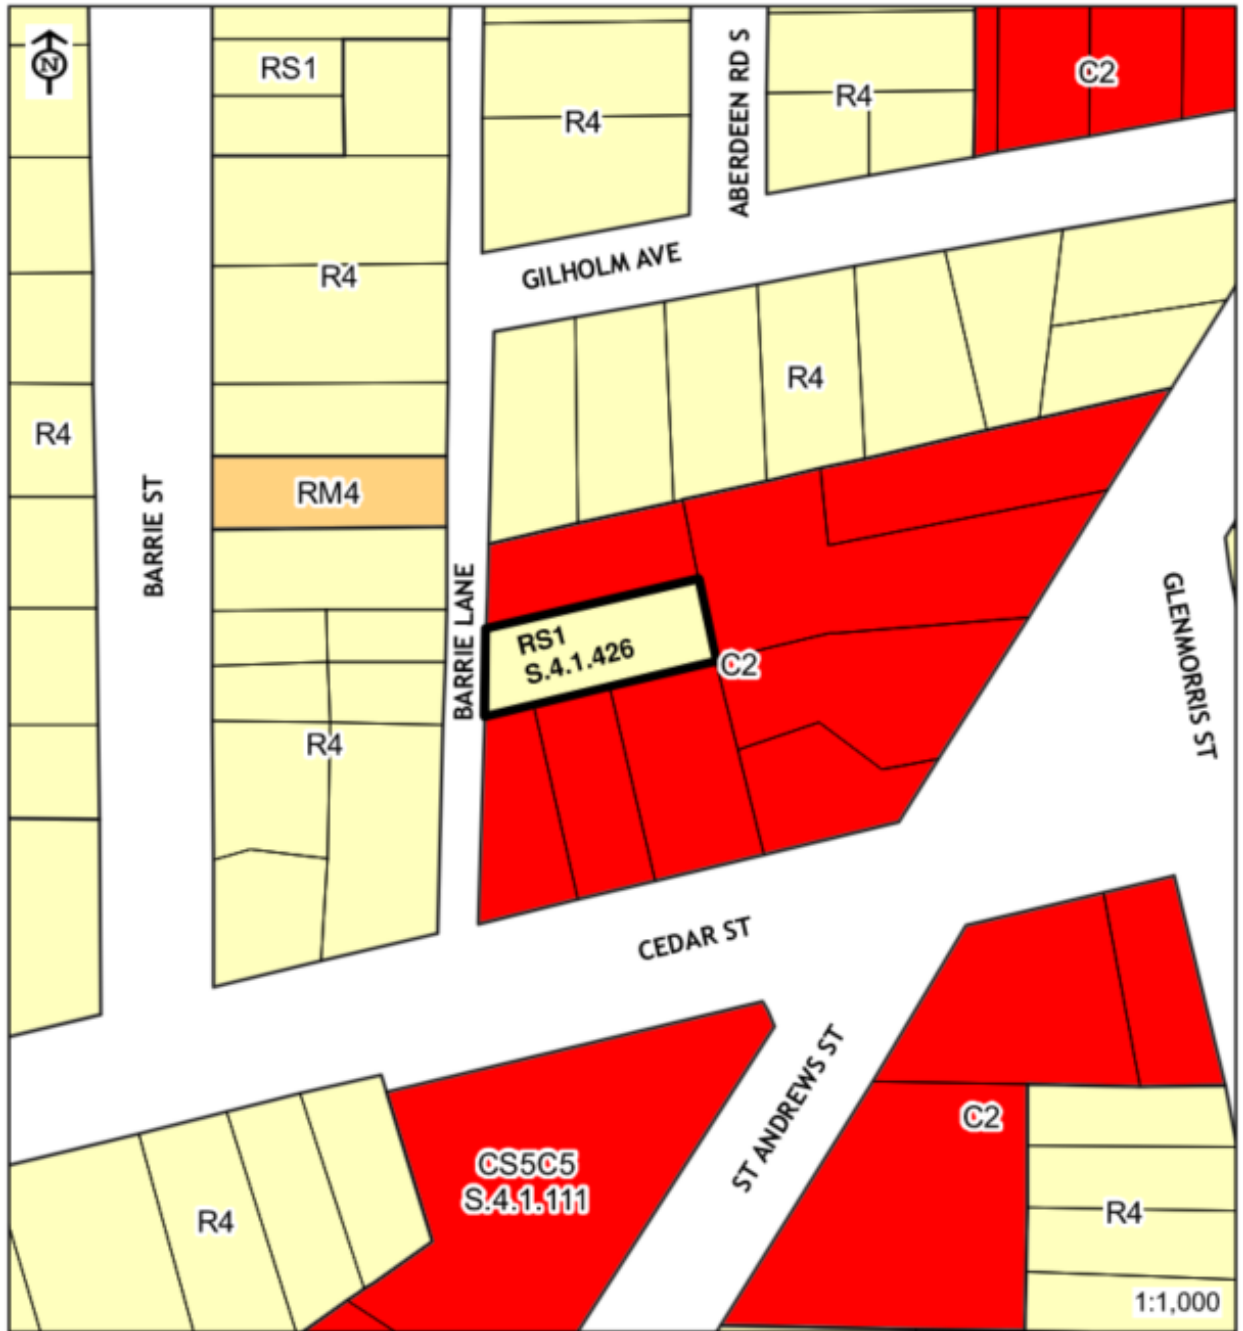 N
RS1
R4
ABERDEEN RD S
R4
C2
R4
GILHOLM AVE
R4
R4
RM4
BARRIE ST
BARRIE LANE
RS1
S.4.1.426
C2
GLENMORRIS ST
R4
CEDAR ST
ST ANDREWS ST
C2
CS5C5
S.4.1.111
R4
R4
1:1,000